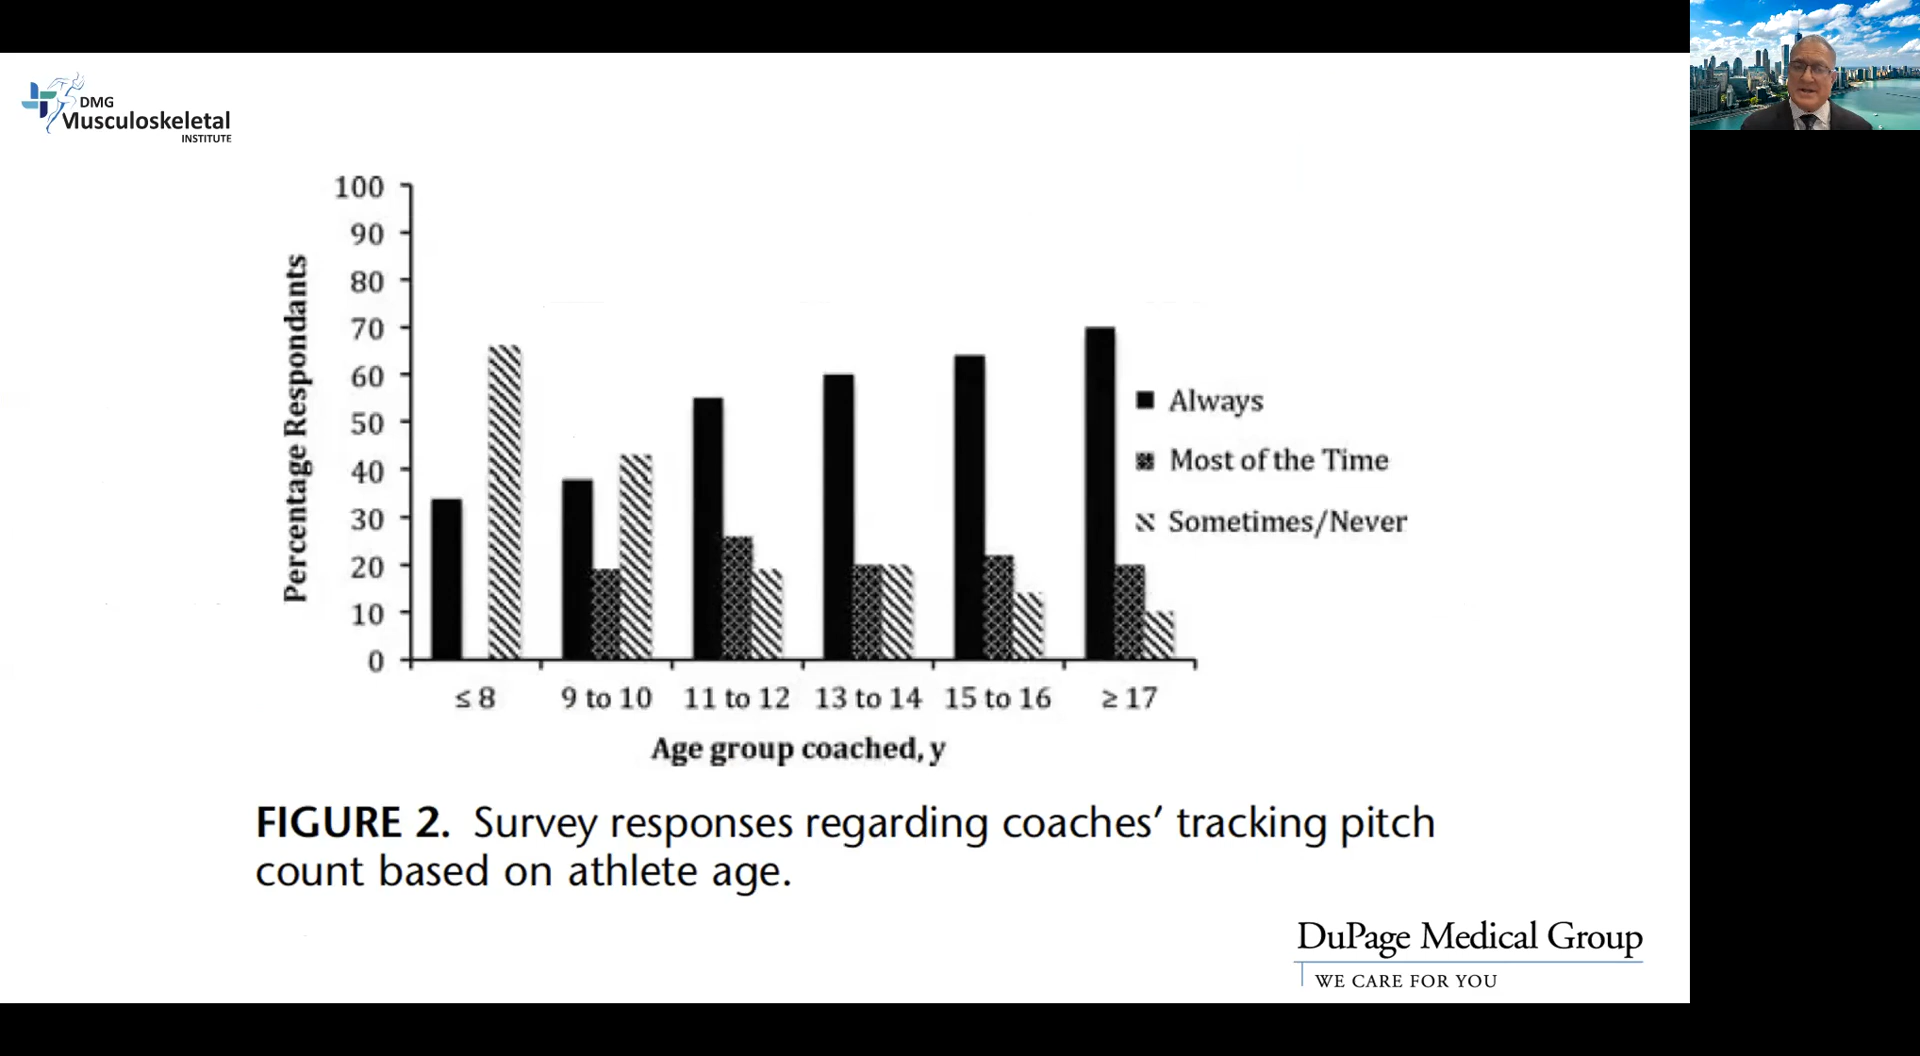 DMG
Musculoskeletal
INSTITUTE
100
90
80
70
60
50
40
30
20
10
0
Percentage Respondants
Always
Most of the Time
Sometimes/Never
≤ 8 9 to 10 11 to 12 13 to 14 15 to 16 ≥ 17
Age group coached, y
FIGURE 2. Survey responses regarding coaches' tracking pitch
count based on athlete age.
DuPage Medical Group
WE CARE FOR YOU